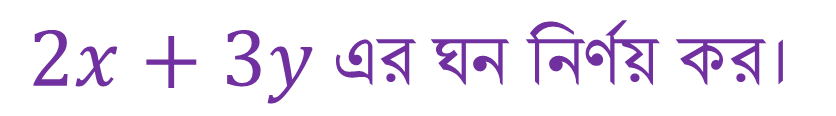 2x + 3y এর ঘন নির্ণয় কর।